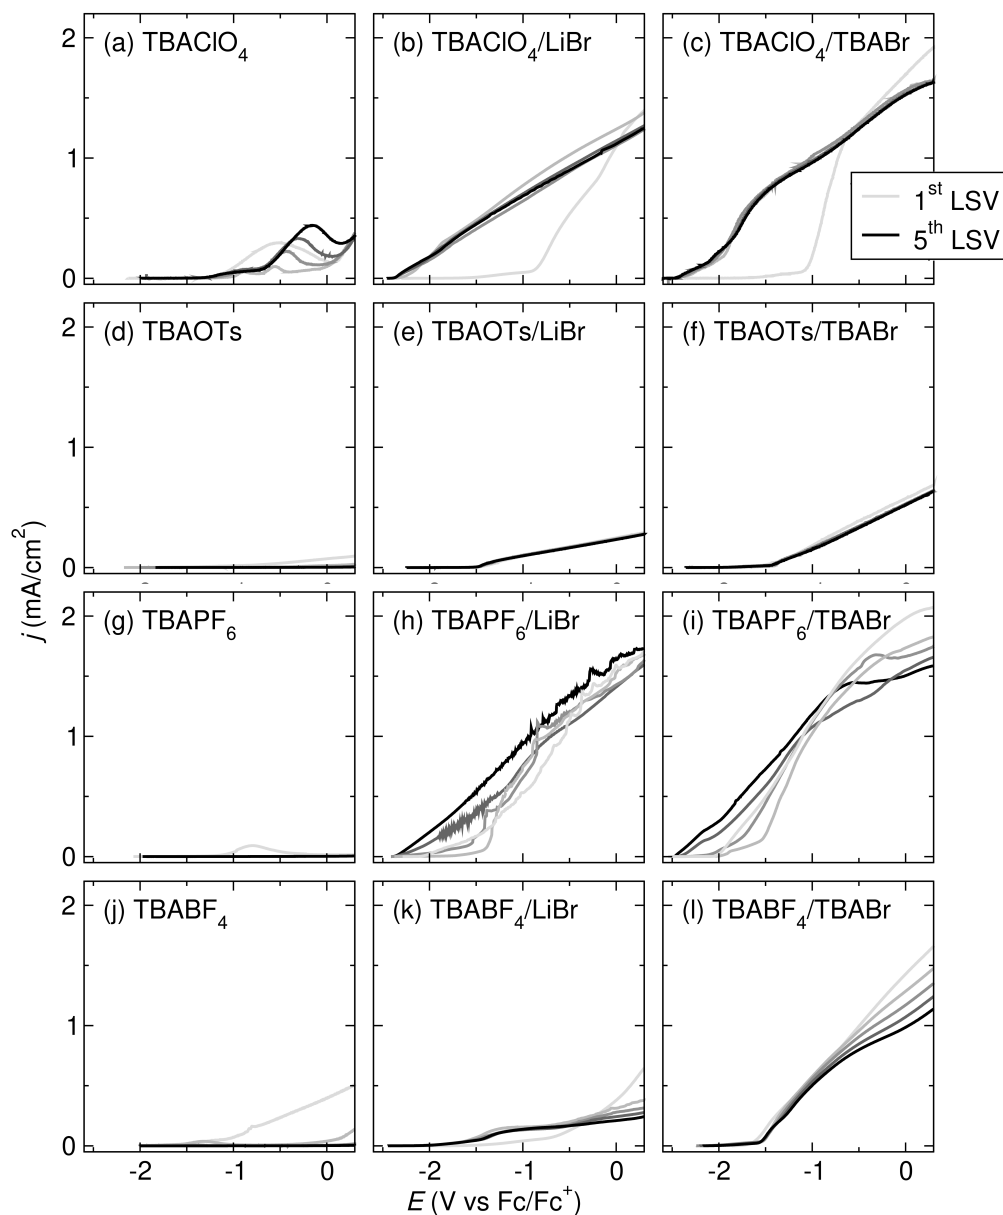 (a) TBAClO4
(b) TBAClO4/LiBr
(c) TBAClO4/TBABr
2
1
0
1st LSV
5th LSV
(d) TBAOTs
(e) TBAOTs/LiBr
(f) TBAOTs/TBABr
2
1
0
j (mA/cm2)
(g) TBAPF6
(h) TBAPF6/LiBr
(i) TBAPF6/TBABr
2
1
0
(j) TBABF4
(k) TBABF4/LiBr
(l) TBABF4/TBABr
2
1
0
-2 -1 0 -2 -1 0 -2 -1 0
E (V vs Fc/Fc+)